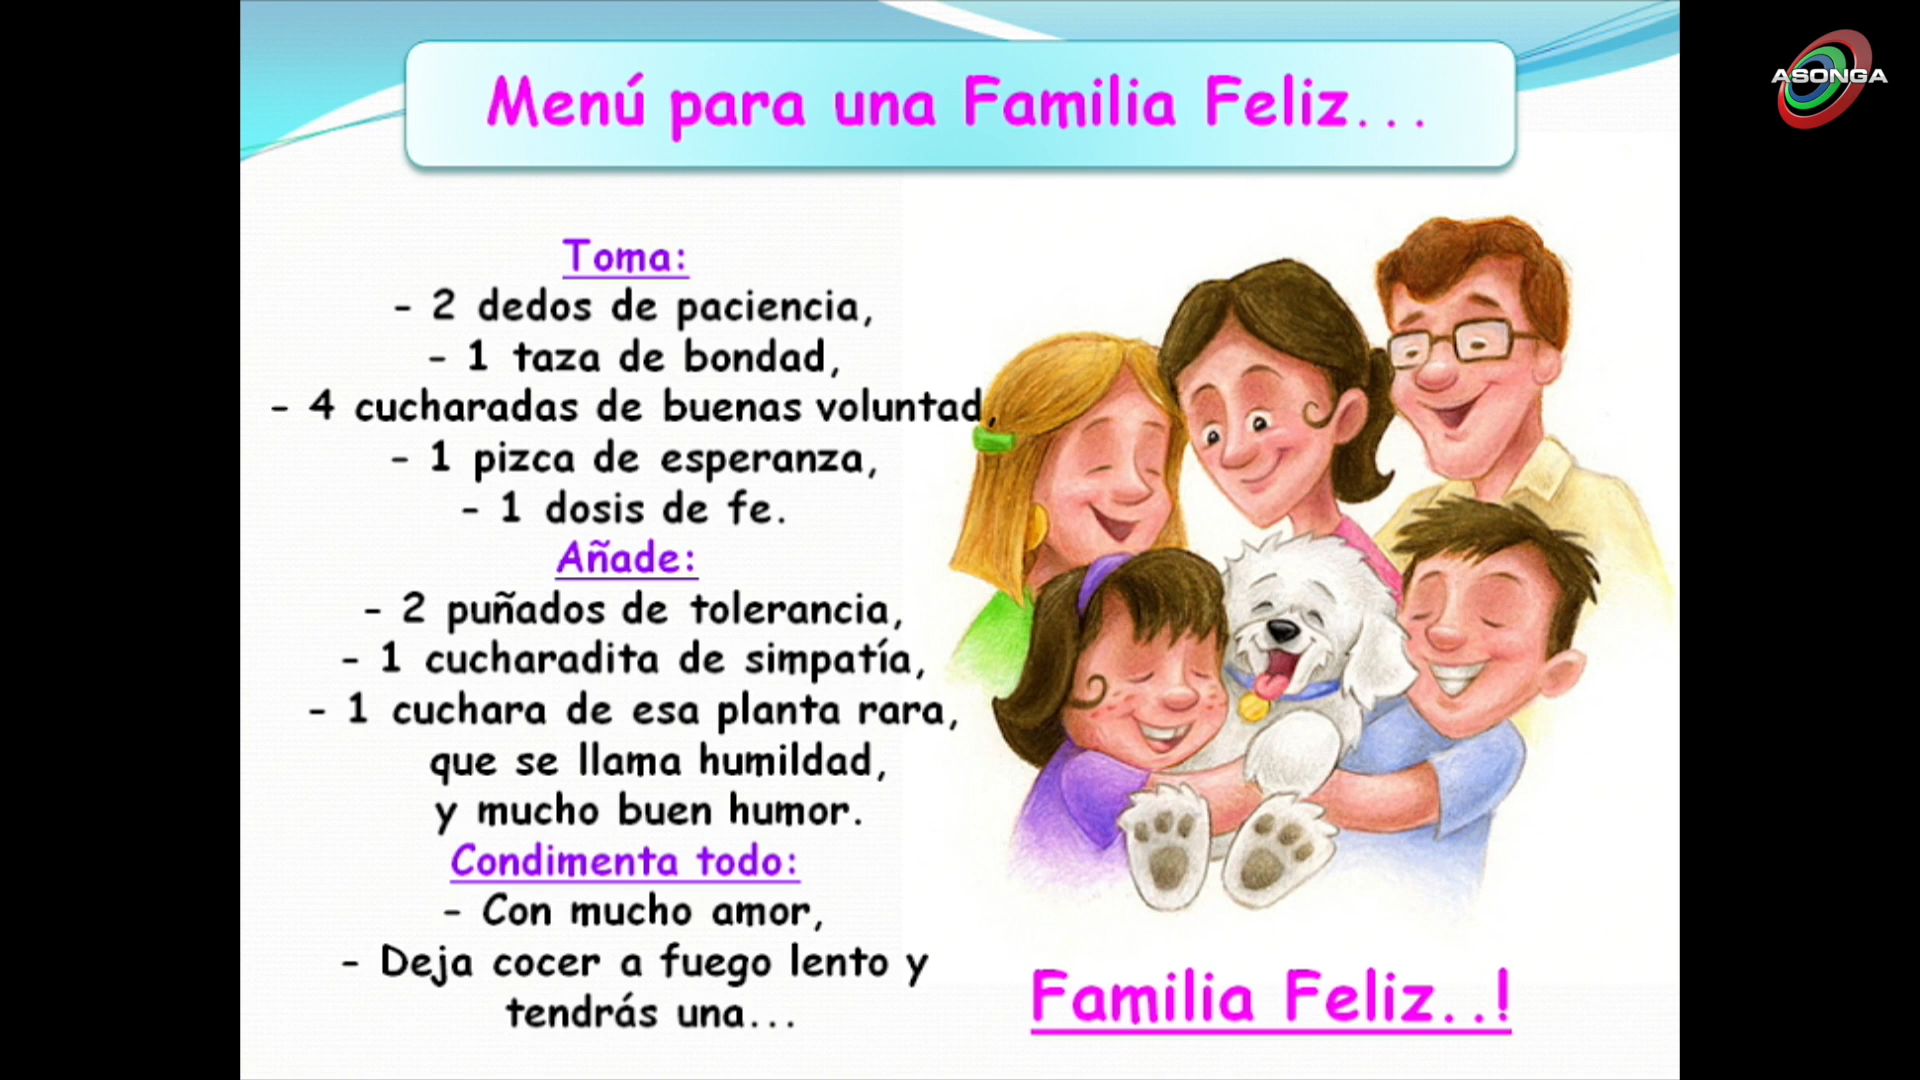 ASONGA
Menú para una Familia Feliz...
Toma:
- 2 dedos de paciencia,
- 1 taza de bondad,
- 4 cucharadas de buenas voluntad,
- 1 pizca de esperanza,
- 1 dosis de fe.
Añade:
- 2 puñados de tolerancia,
- 1 cucharadita de simpatía,
- 1 cuchara de esa planta rara,
que se llama humildad,
y mucho buen humor.
Condimenta todo:
- Con mucho amor,
- Deja cocer a fuego lento y
tendrás una...
Familia Feliz..!